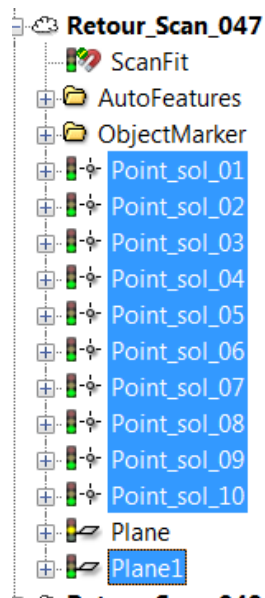 Retour_Scan_047
ScanFit
AutoFeatures
ObjectMarker
Point_sol_01
Point_sol_02
Point_sol_03
Point_sol_04
Point_sol_05
Point_sol_06
Point_sol_07
Point_sol_08
Point_sol_09
Point_sol_10
Plane
Plane1